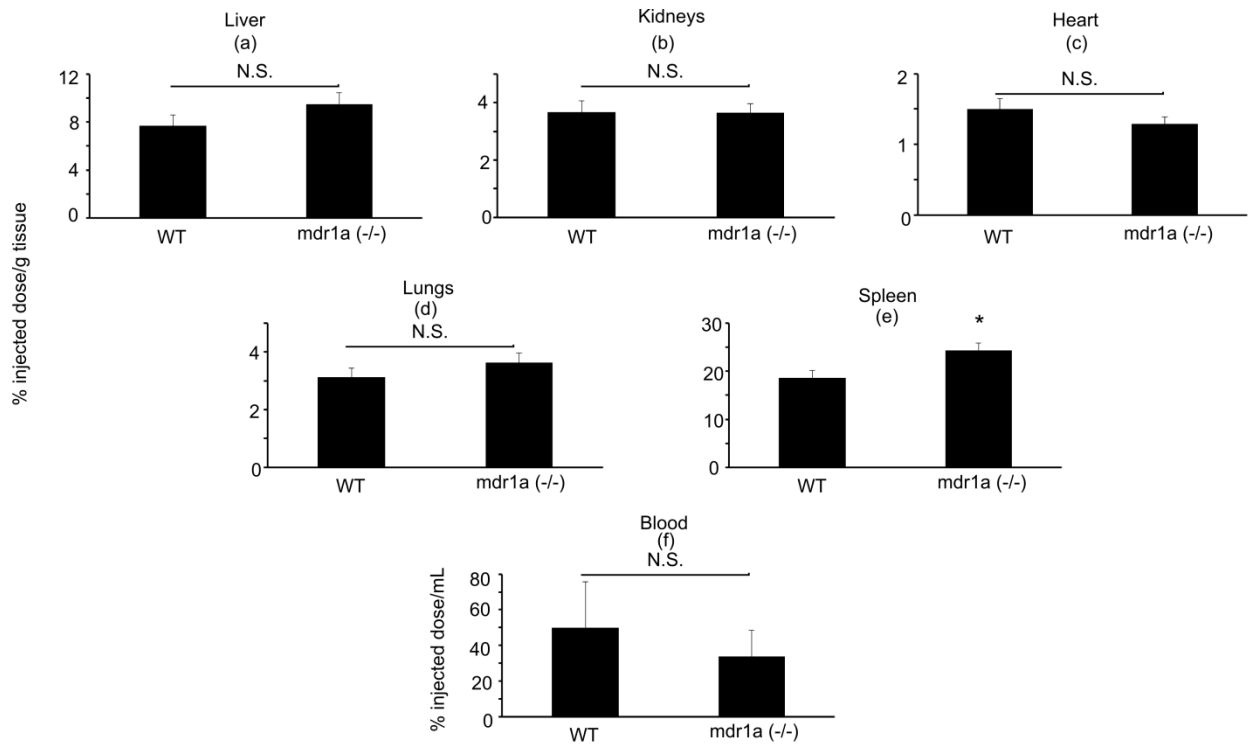 % injected dose/g tissue
Liver
(a)
N.S.
12
8
4
0
WT
mdr1a (-/-)
Kidneys
(b)
N.S.
4
2
0
WT
mdr1a (-/-)
Heart
(c)
N.S.
2
1
0
WT
mdr1a (-/-)
Lungs
(d)
N.S.
4
2
0
WT
mdr1a (-/-)
Spleen
(e)
*
30
20
10
0
WT
mdr1a (-/-)
Blood
(f)
N.S.
% injected dose/mL
80
60
40
20
0
WT
mdr1a (-/-)